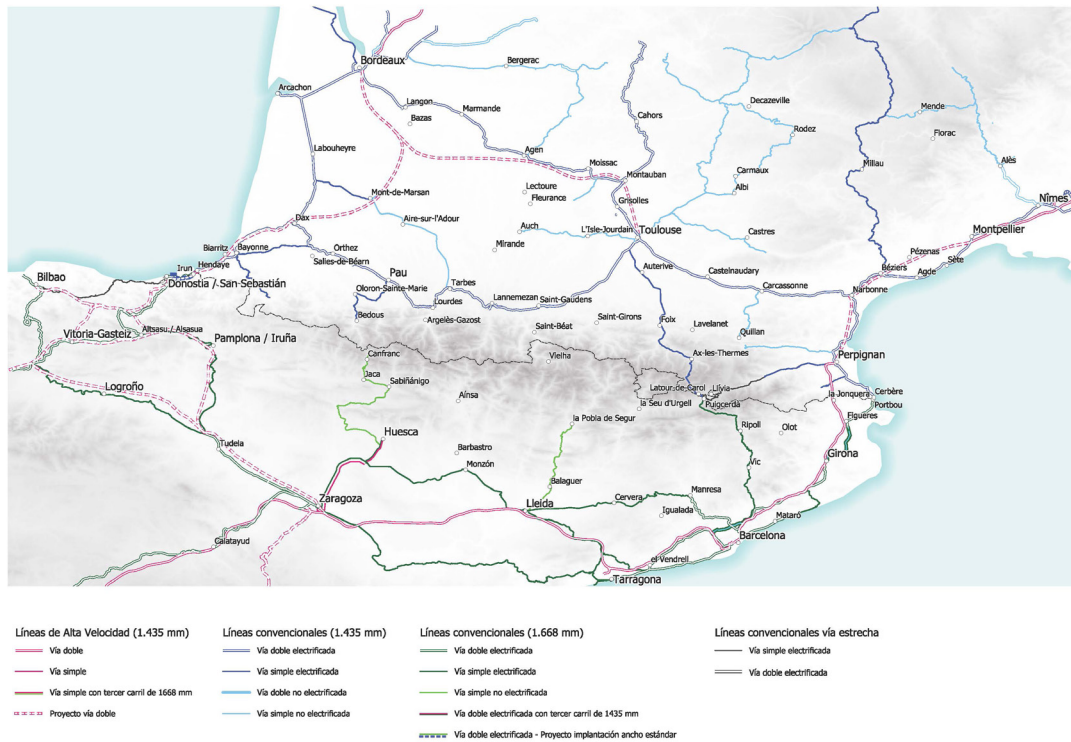 Bordeaux
Bergerac
Arcachon
Langon
Marmande
Bazas
Decazeville
Mende
Cahors
Rodez
Florac
Labouheyre
Agen
Moissac
Montauban
Millau
Alès
Carmaux
Albi
Mont-de-Marsan
Lectoure
Fleurance
Grisolles
Nîmes
Dax
Aire-sur-l'Adour
Auch
L'Isle-Jourdain
Toulouse
Castres
Montpellier
Biarritz
Bayonne
Orthez
Salles-de-Béarn
Mirande
Pézenas
Sète
Irun
Hendaye
Auterive
Castelnaudary
Béziers
Agde
Bilbao
Donostia / San-Sebastián
Pau
Oloron-Sainte-Marie
Tarbes
Lourdes
Lannemezan
Saint-Gaudens
Carcassonne
Narbonne
Vitoria-Gasteiz
Altsasu / Alsasua
Bedous
Argelès-Gazost
Saint-Béat
Saint-Girons
Foix
Lavelanet
Quillan
Pamplona / Iruña
Canfranc
Vielha
Ax-les-Thermes
Perpignan
Logroño
Jaca
Sabiñánigo
Aínsa
Latour-de-Carol
Llívia
Puigcerdà
la Seu d'Urgell
la Jonquera
Cerbère
Portbou
Figueres
la Pobla de Segur
Ripoll
Olot
Tudela
Huesca
Barbastro
Monzón
Vic
Girona
Balaguer
Zaragoza
Lleida
Cervera
Manresa
Igualada
Mataró
Calatayud
Barcelona
el Vendrell
Tarragona
Líneas de Alta Velocidad (1.435 mm)
Vía doble
Vía simple
Vía simple con tercer carril de 1668 mm
Proyecto vía doble
Líneas convencionales (1.435 mm)
Vía doble electrificada
Vía simple electrificada
Vía doble no electrificada
Vía simple no electrificada
Líneas convencionales (1.668 mm)
Vía doble electrificada
Vía simple electrificada
Vía simple no electrificada
Vía doble electrificada con tercer carril de 1435 mm
Vía doble electrificada - Proyecto implantación ancho estándar
Líneas convencionales vía estrecha
Vía simple electrificada
Vía doble electrificada